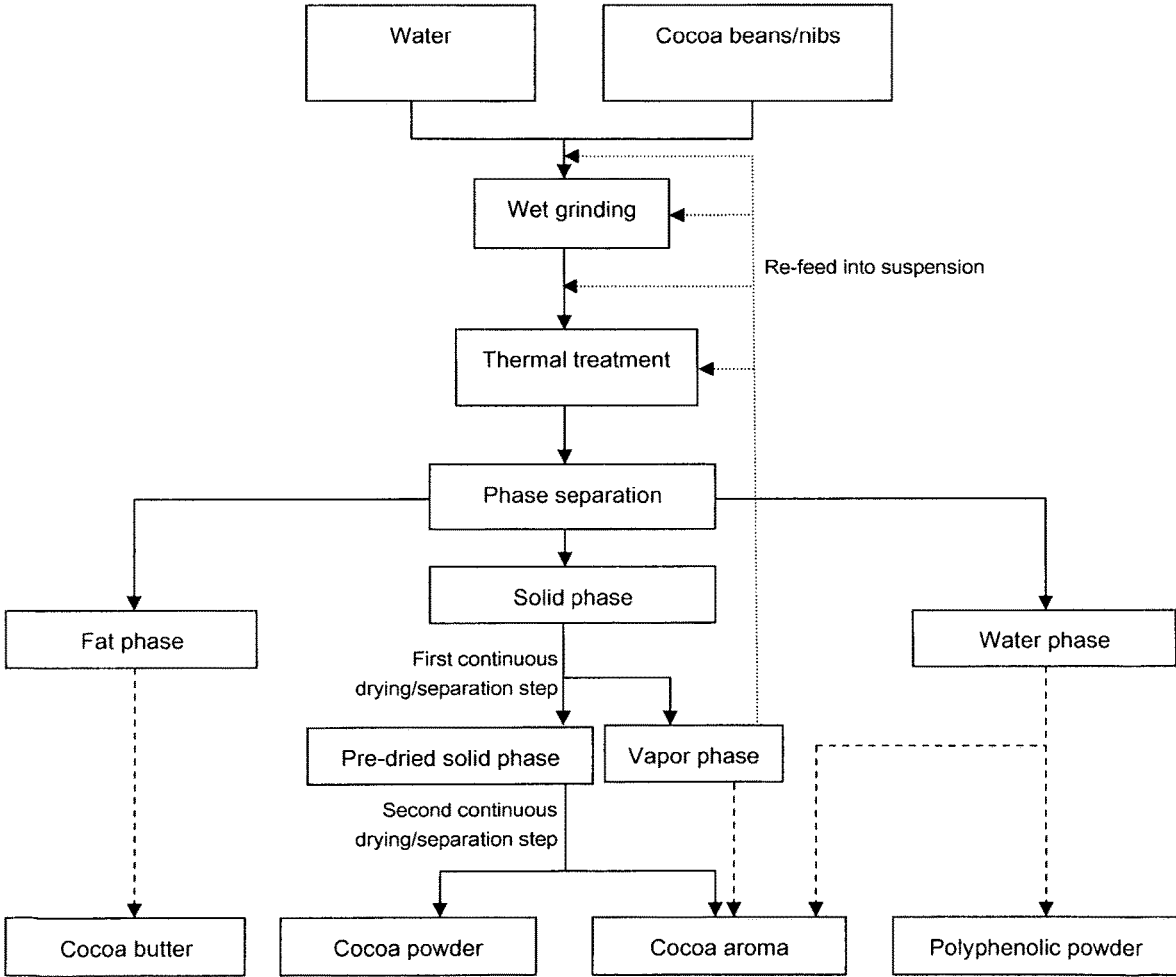 Water
Cocoa beans/nibs
Wet grinding
Re-feed into suspension
Thermal treatment
Phase separation
Solid phase
Fat phase
Water phase
First continuous
drying/separation step
Pre-dried solid phase
Vapor phase
Second continuous
drying/separation step
Cocoa butter
Cocoa powder
Cocoa aroma
Polyphenolic powder